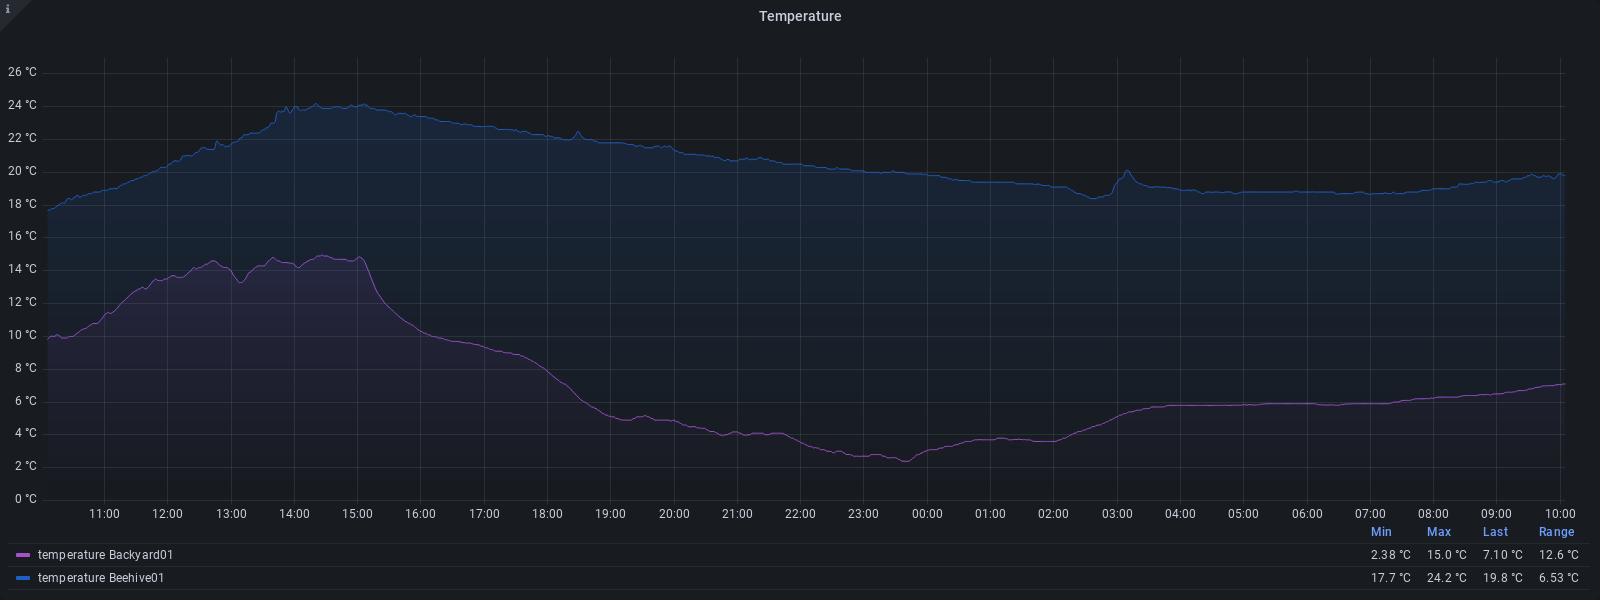 i
Temperature
26 °C
24 °C
22 °C
20 °C
18 °C
16 °C
14 °C
12 °C
10 °C
8 °C
6 °C
4 °C
2 °C
0 °C
11:00 12:00 13:00 14:00 15:00 16:00 17:00 18:00 19:00 20:00 21:00 22:00 23:00 00:00 01:00 02:00 03:00 04:00 05:00 06:00 07:00 08:00 09:00 10:00
Min Max Last Range
temperature Backyard01 2.38 °C 15.0 °C 7.10 °C 12.6 °C
temperature Beehive01 17.7 °C 24.2 °C 19.8 °C 6.53 °C